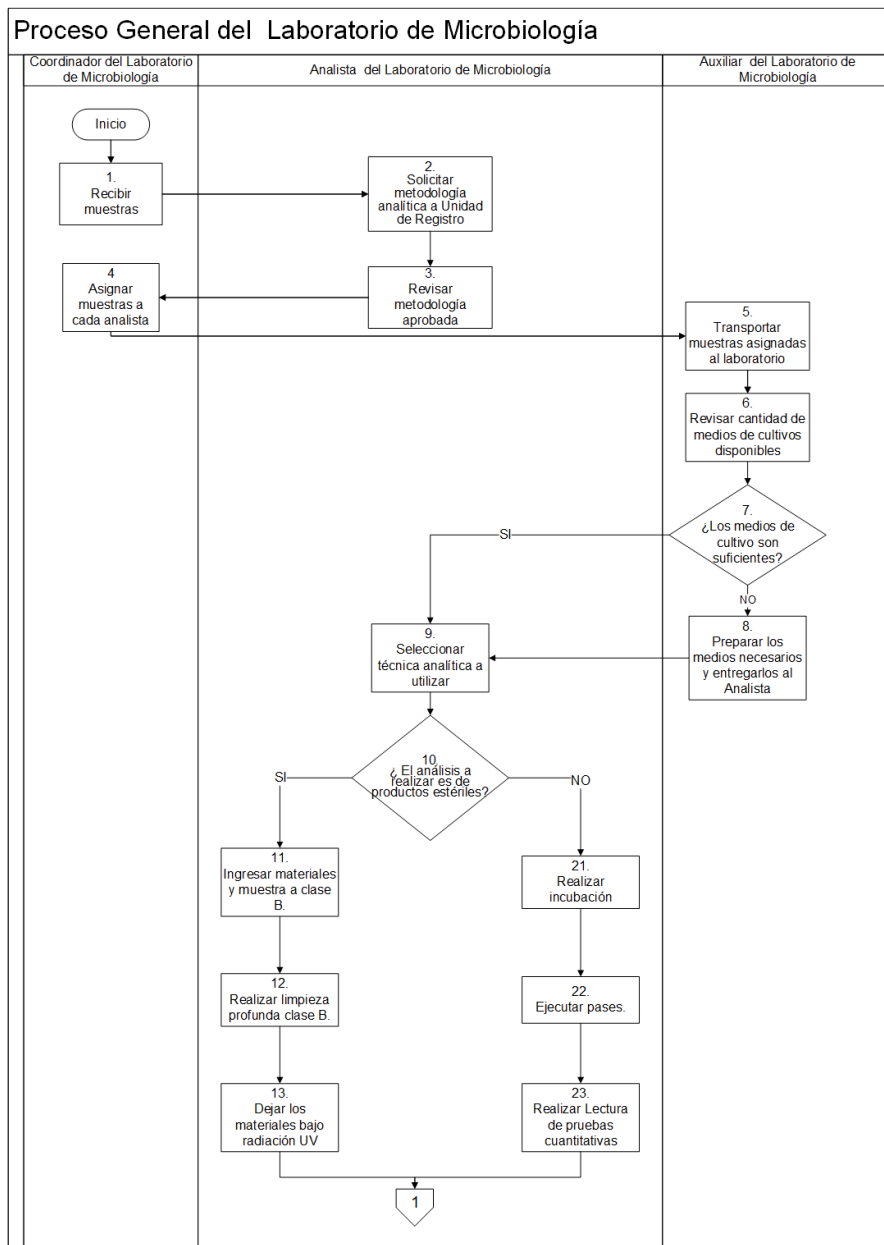 Proceso General del Laboratorio de Microbiología
Coordinador del Laboratorio
de Microbiología
Analista del Laboratorio de Microbiología
Auxiliar del Laboratorio de
Microbiología
Inicio
1.
Recibir
muestras
2.
Solicitar
metodología
analítica a Unidad
de Registro
3.
Revisar
metodología
aprobada
4
Asignar
muestras a
cada analista
5.
Transportar
muestras asignadas
al laboratorio
6.
Revisar cantidad de
medios de cultivos
disponibles
7.
¿Los medios de
cultivo son
suficientes?
SI
NO
8.
Preparar los
medios necesarios
y entregarlos al
Analista
9.
Seleccionar
técnica analítica a
utilizar
10.
¿ El análisis a
realizar es de
productos estériles?
SI
NO
11.
Ingresar materiales
y muestra a clase
B.
12.
Realizar limpieza
profunda clase B.
13.
Dejar los
materiales bajo
radiación UV
21.
Realizar
incubación
22.
Ejecutar pases.
23.
Realizar Lectura
de pruebas
cuantitativas
1